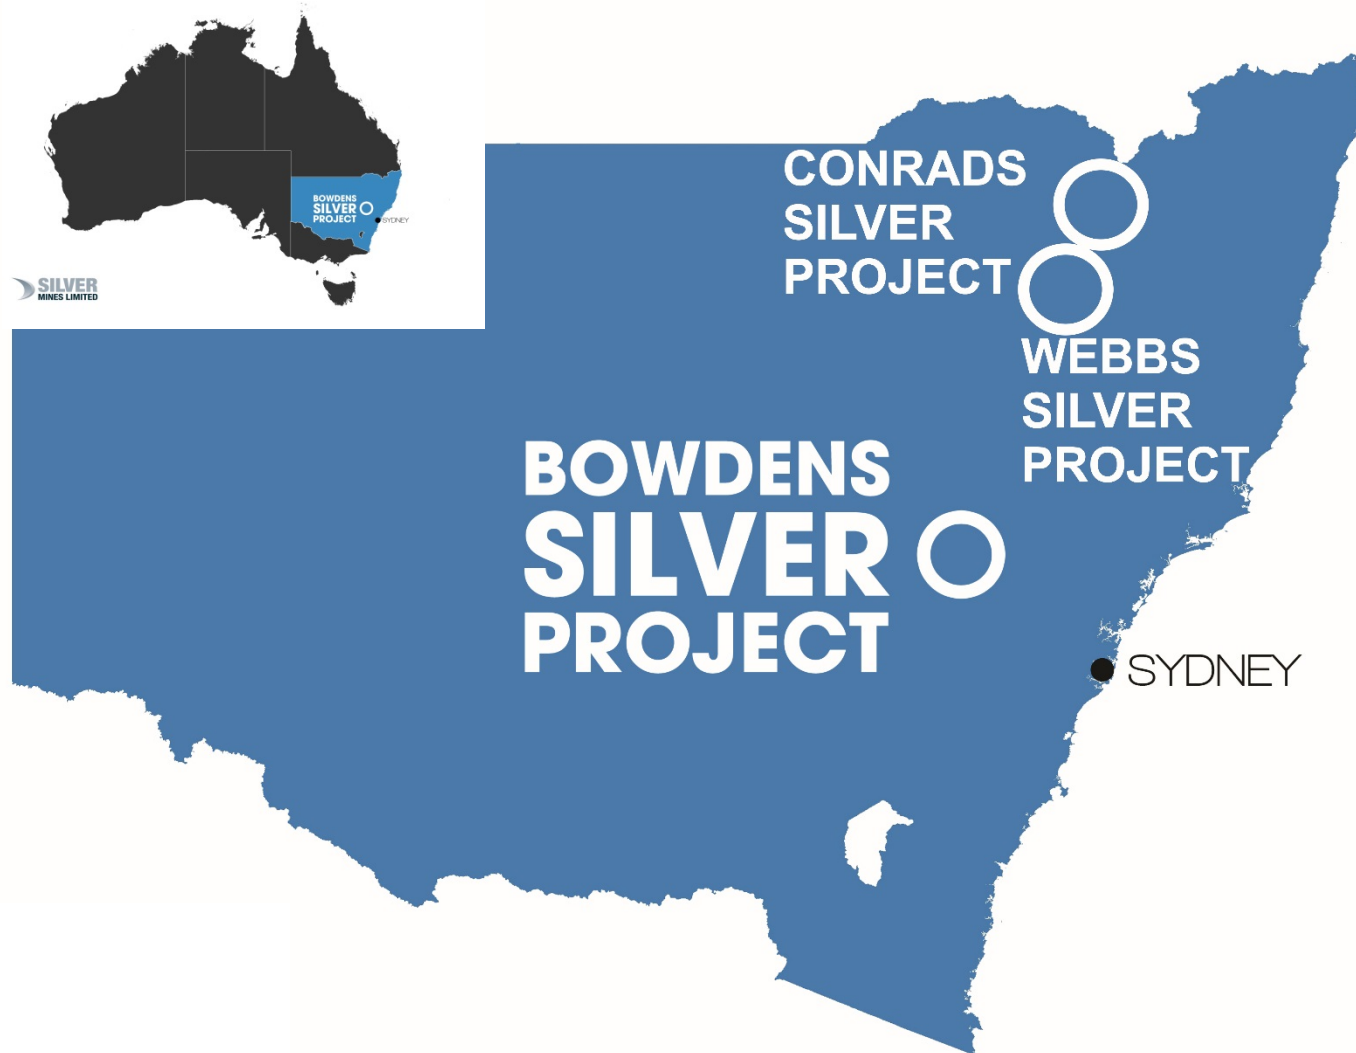 BOWDENS
SILVER
PROJECT
SYDNEY
SILVER
MINES LIMITED
CONRADS
SILVER
PROJECT
WEBBS
SILVER
PROJECT
BOWDENS
SILVER
PROJECT
SYDNEY